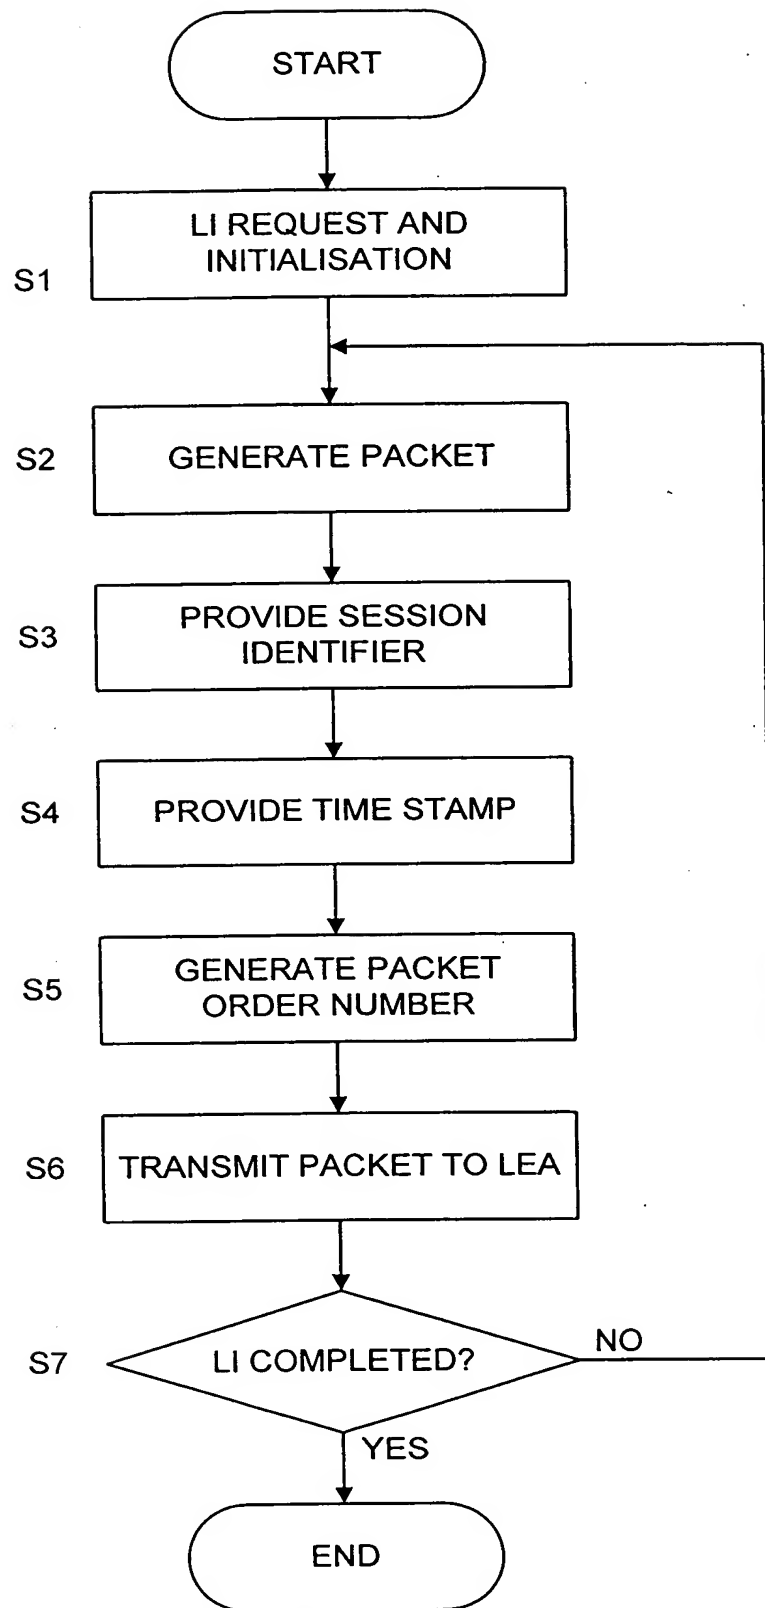 START
LI REQUEST AND
INITIALISATION
S1
S2
GENERATE PACKET
S3
PROVIDE SESSION
IDENTIFIER
S4
PROVIDE TIME STAMP
S5
GENERATE PACKET
ORDER NUMBER
S6
TRANSMIT PACKET TO LEA
S7
LI COMPLETED?
NO
YES
END